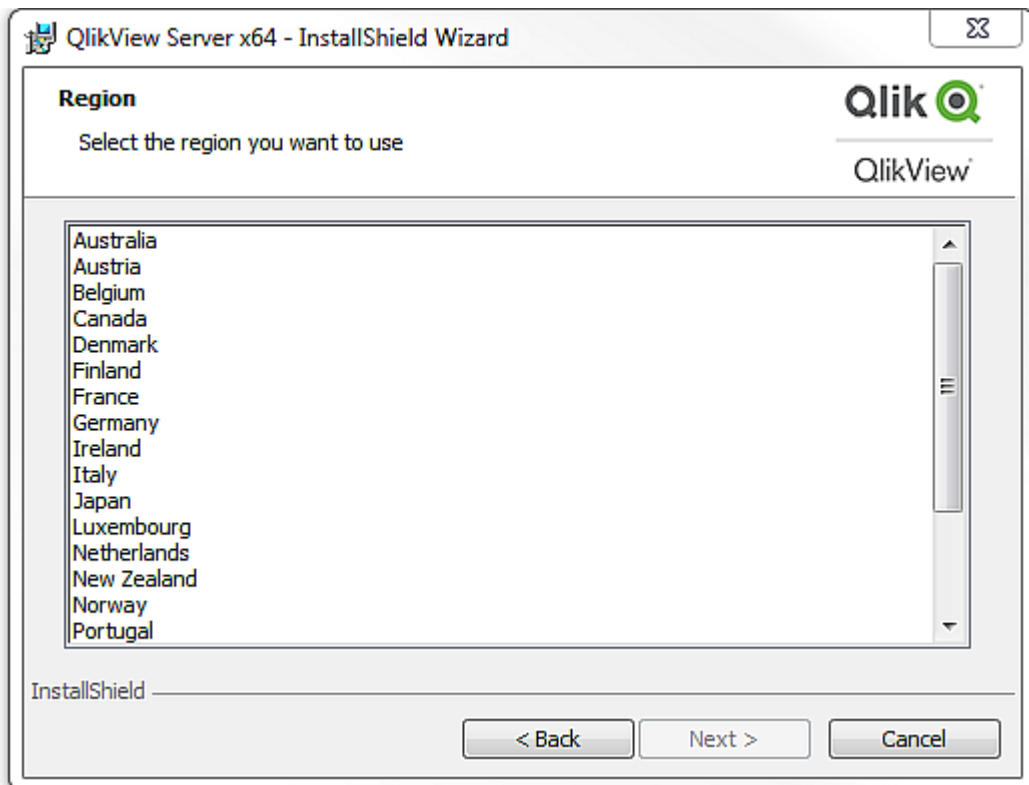 QlikView Server x64 - InstallShield Wizard
Region
Select the region you want to use
Qlik
QlikView
Australia
Austria
Belgium
Canada
Denmark
Finland
France
Germany
Ireland
Italy
Japan
Luxembourg
Netherlands
New Zealand
Norway
Portugal
InstallShield
< Back
Next >
Cancel